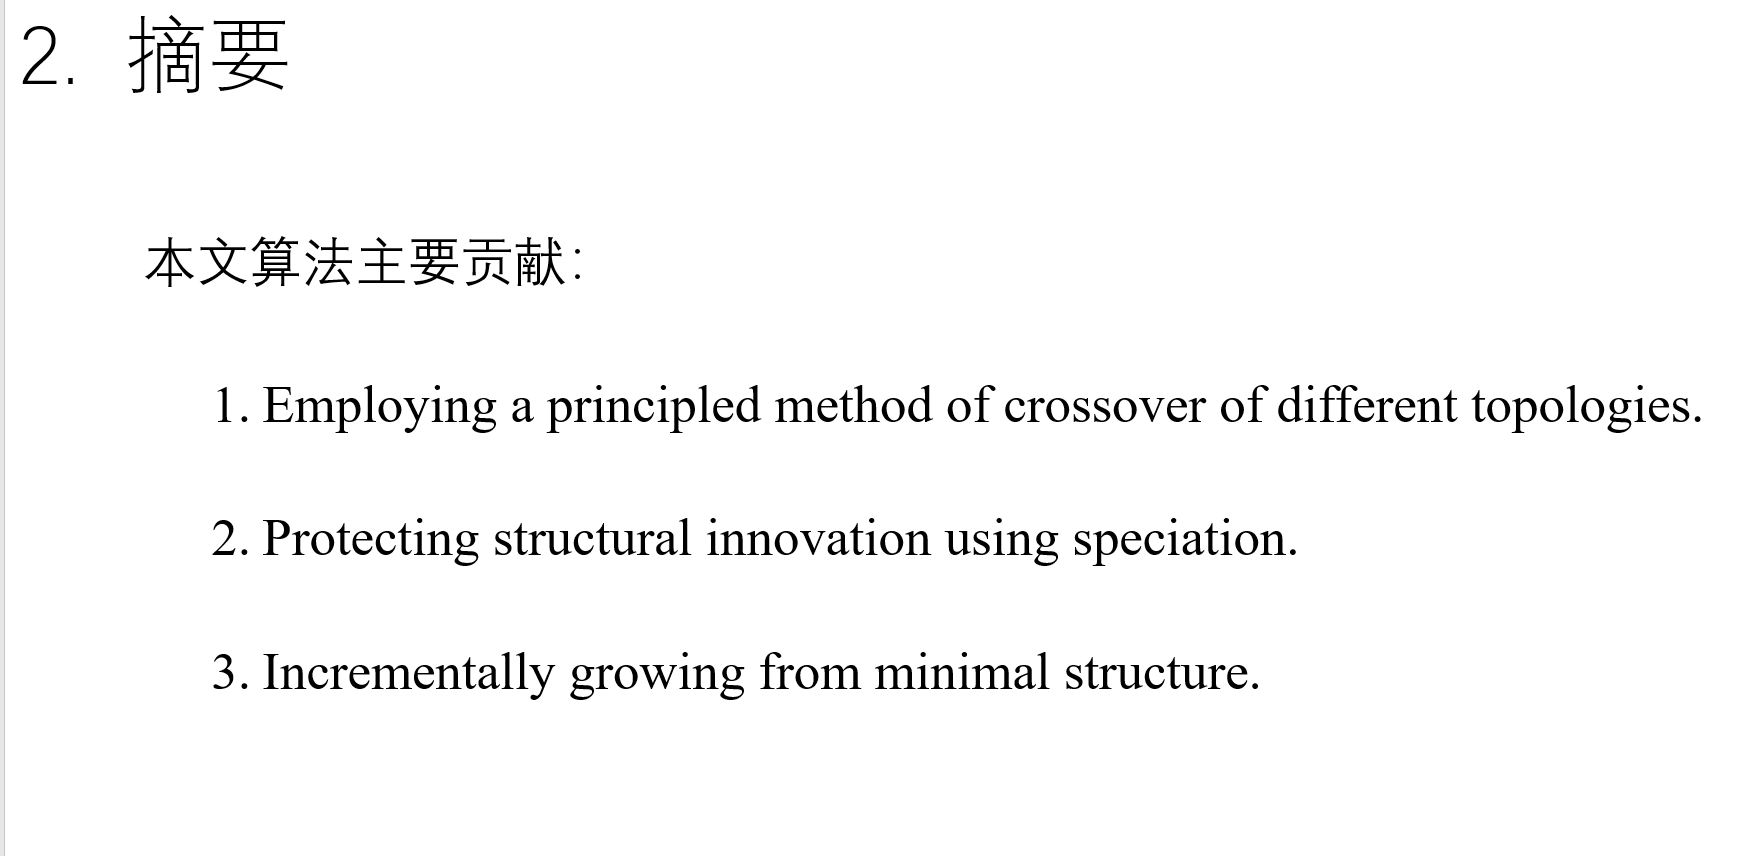 2. 摘要
本文算法主要贡献：
1. Employing a principled method of crossover of different topologies.
2. Protecting structural innovation using speciation.
3. Incrementally growing from minimal structure.